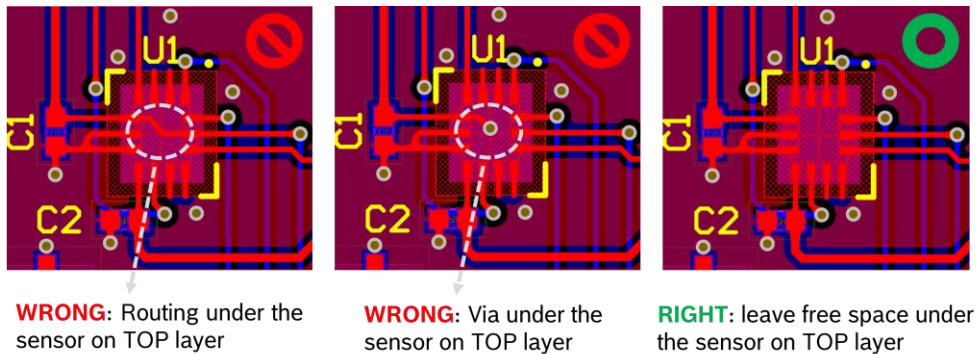 U1
C1
C2
WRONG: Routing under the
sensor on TOP layer
U1
C1
C2
WRONG: Via under the
sensor on TOP layer
U1
C1
C2
RIGHT: leave free space under
the sensor on TOP layer